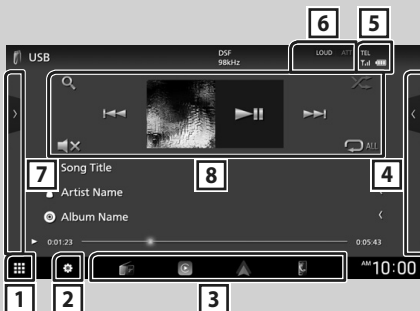 6 5
USB DSF 98kHz LOUD ATT TEL
ALL
7 8 4
Song Title
Artist Name
Album Name
0:01:23 0:05:43
AM 10:00
1 2 3